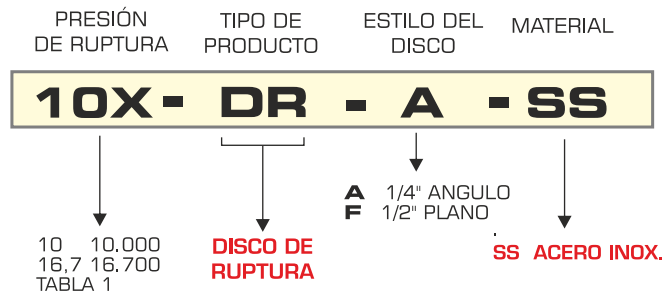 PRESIÓN
DE RUPTURA
TIPO DE
PRODUCTO
ESTILO DEL
DISCO
MATERIAL
10X - DR - A - SS
10 10.000
16,7 16.700
TABLA 1
DISCO DE
RUPTURA
A 1/4" ANGULO
F 1/2" PLANO
SS ACERO INOX.